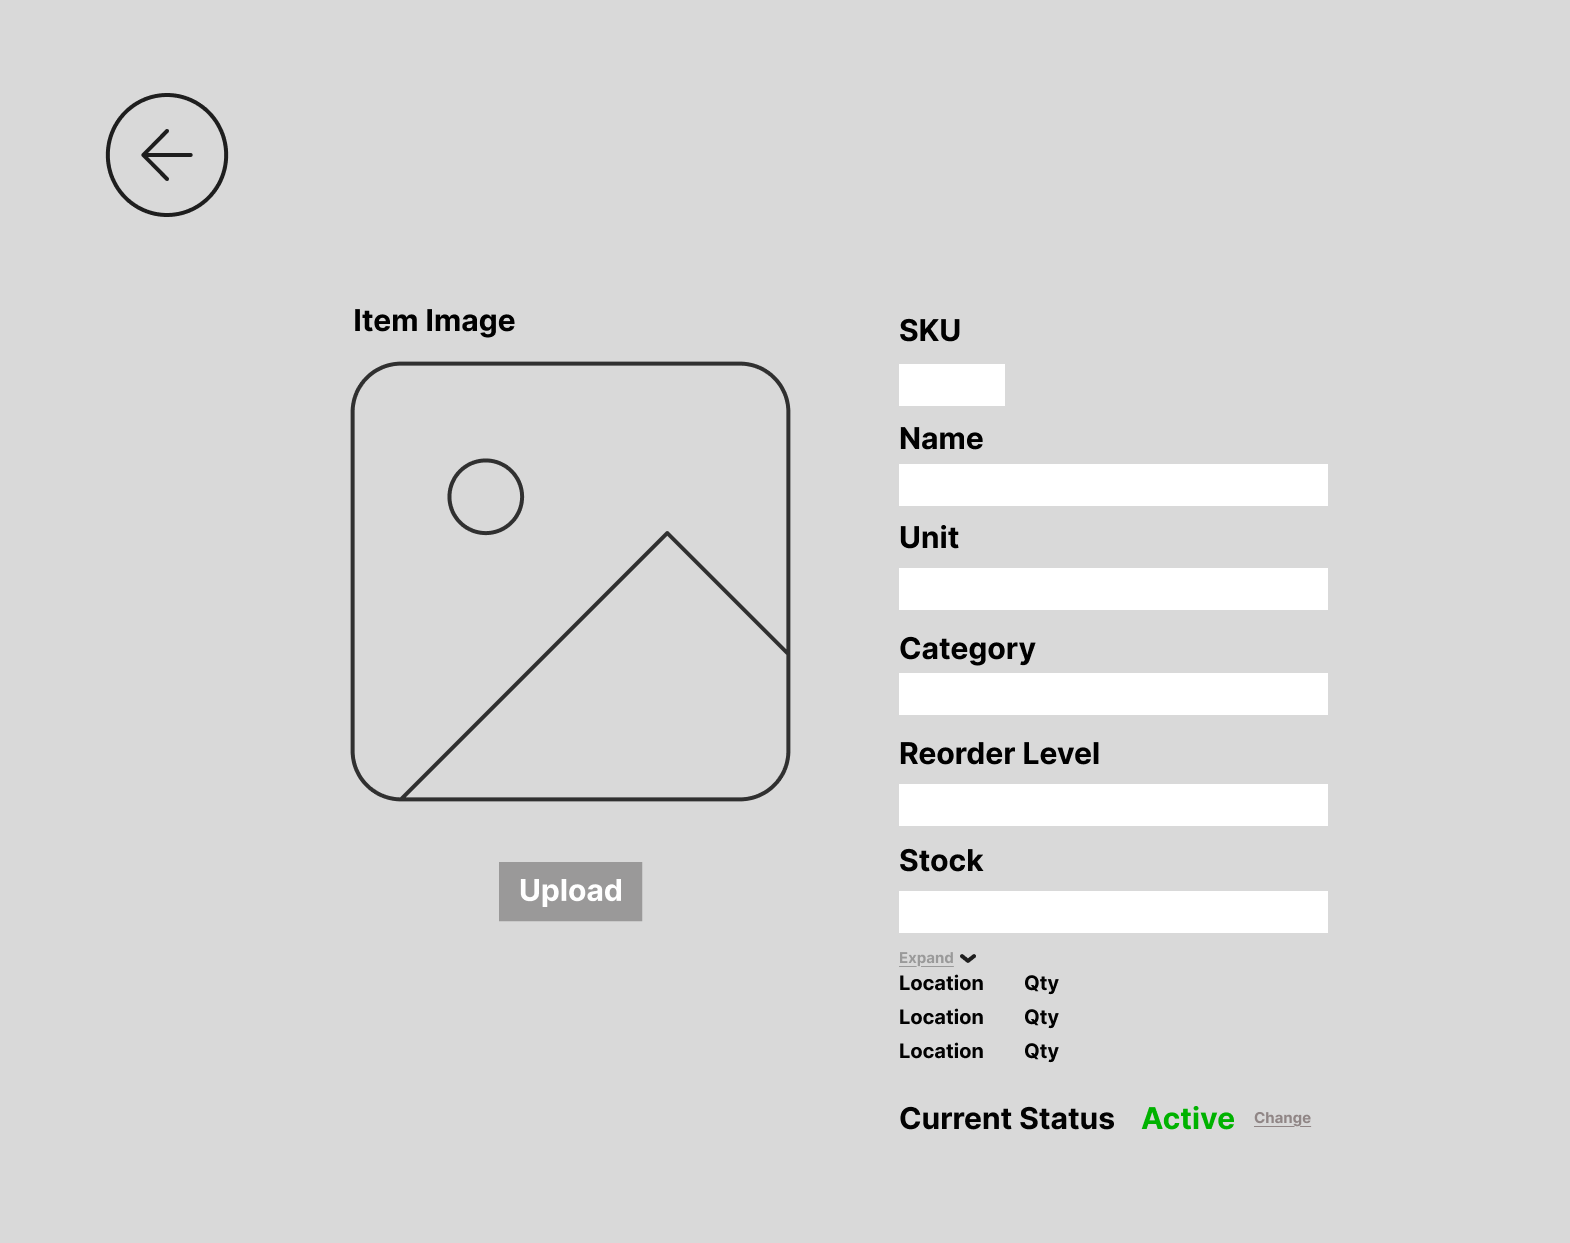 Item Image
Upload
SKU
Name
Unit
Category
Reorder Level
Stock
Expand
Location Qty
Location Qty
Location Qty
Current Status Active Change